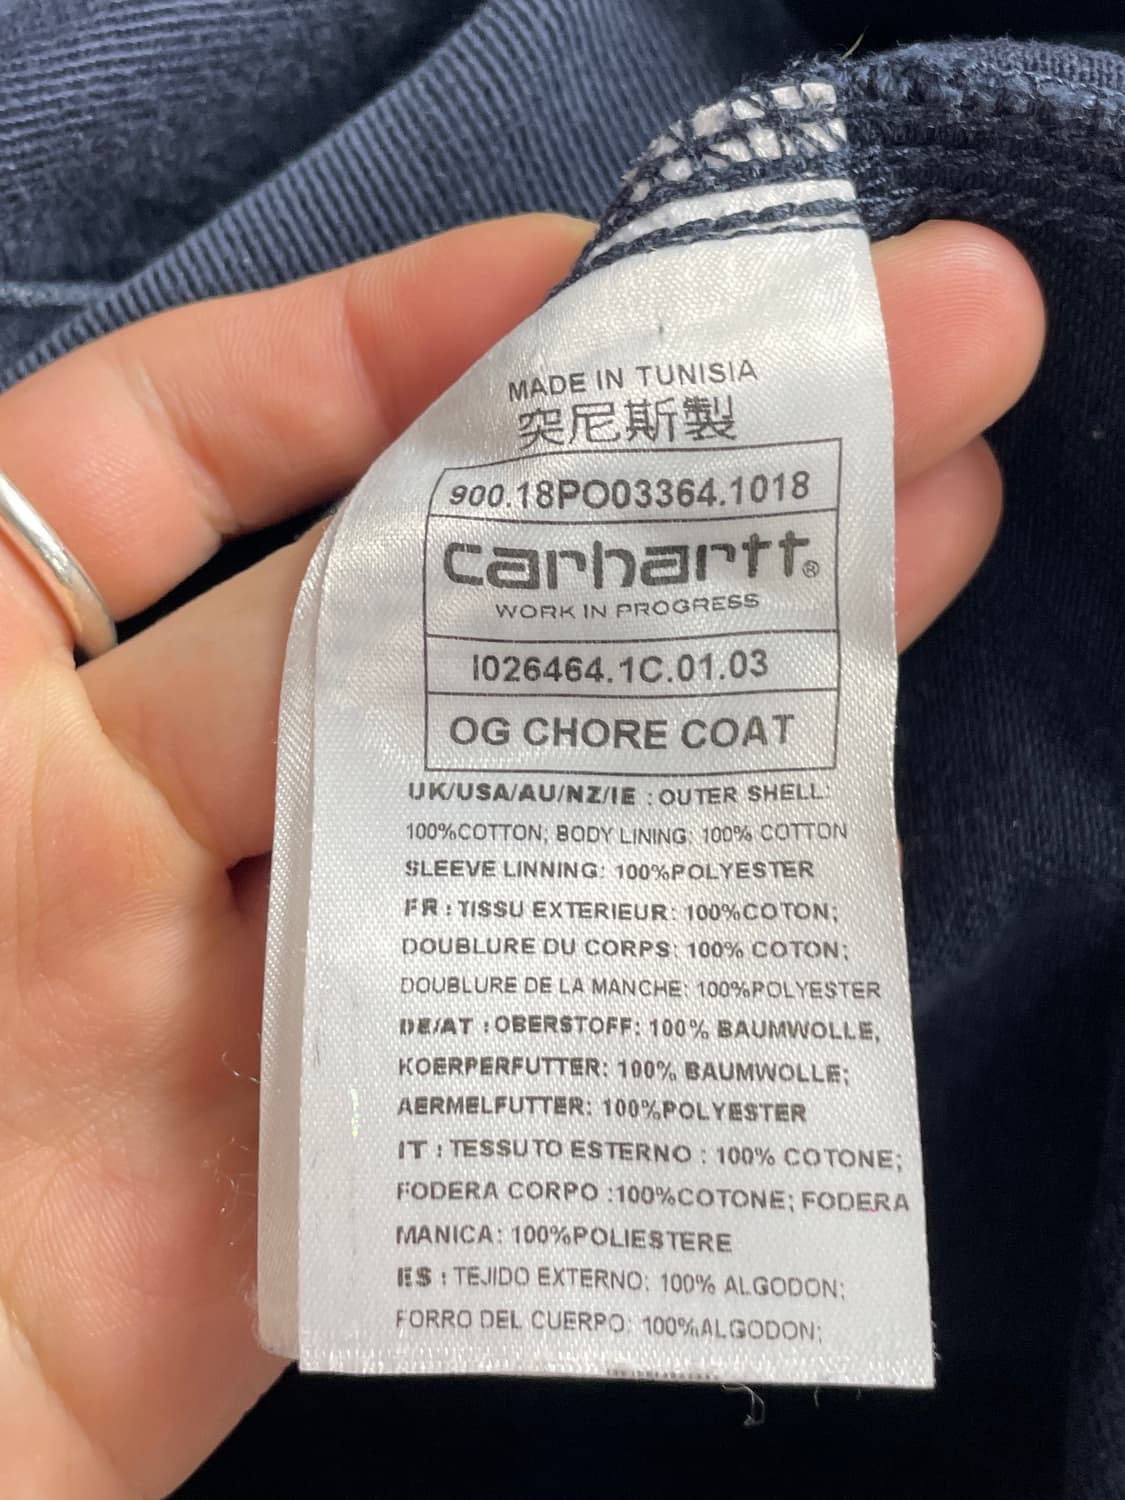 MADE IN TUNISIA
突尼斯製
900.18PO03364.1018
carhartt®
WORK IN PROGRESS
I026464.1C.01.03
OG CHORE COAT
UK/USA/AU/NZ/IE : OUTER SHELL:
100%COTTON; BODY LINING: 100% COTTON
SLEEVE LINNING: 100%POLYESTER
FR : TISSU EXTERIEUR: 100%COTON;
DOUBLURE DU CORPS: 100% COTON;
DOUBLURE DE LA MANCHE: 100%POLYESTER
DE/AT : OBERSTOFF: 100% BAUMWOLLE,
KOERPERFUTTER: 100% BAUMWOLLE;
AERMELFUTTER: 100%POLYESTER
IT : TESSUTO ESTERNO : 100% COTONE;
FODERA CORPO :100%COTONE; FODERA
MANICA: 100%POLIESTERE
ES : TEJIDO EXTERNO: 100% ALGODON;
FORRO DEL CUERPO: 100%ALGODON;